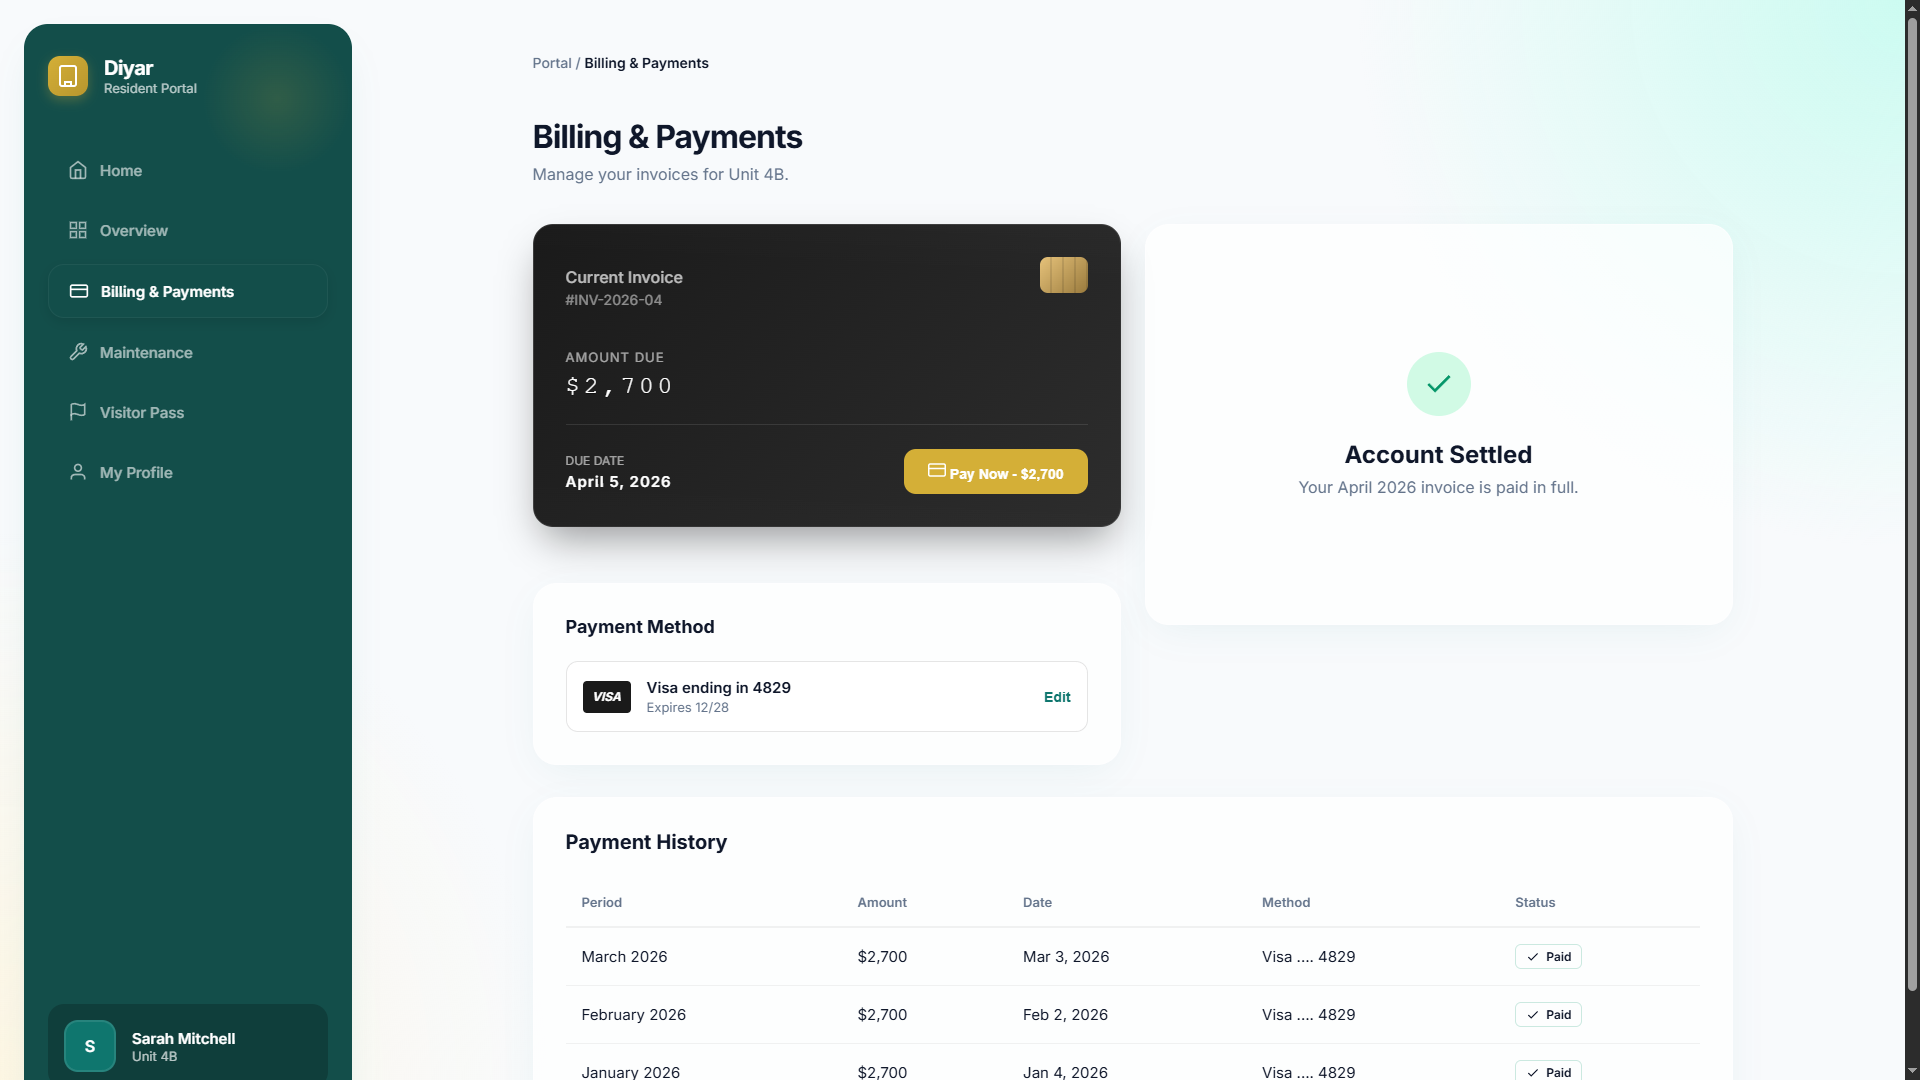 Diyar
Resident Portal
Home
Overview
Billing & Payments
Maintenance
Visitor Pass
My Profile
Sarah Mitchell
Unit 4B
S
Portal / Billing & Payments
Billing & Payments
Manage your invoices for Unit 4B.
Current Invoice
#INV-2026-04
AMOUNT DUE
$2,700
DUE DATE
April 5, 2026
Pay Now - $2,700
Account Settled
Your April 2026 invoice is paid in full.
Payment Method
VISA
Visa ending in 4829
Expires 12/28
Edit
Payment History
Period Amount Date Method Status
March 2026 $2,700 Mar 3, 2026 Visa .... 4829 Paid
February 2026 $2,700 Feb 2, 2026 Visa .... 4829 Paid
January 2026 $2,700 Jan 4, 2026 Visa .... 4829 Paid